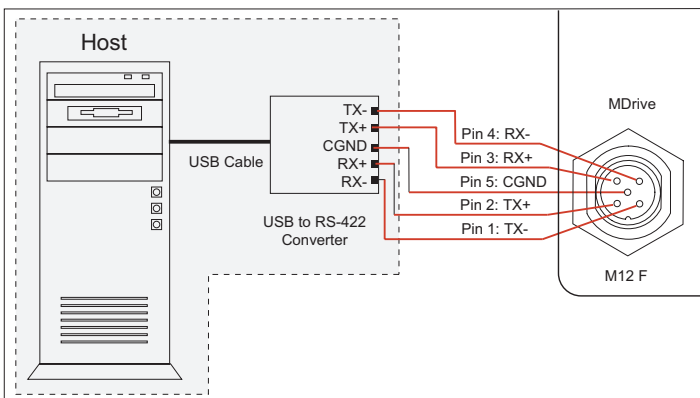 Host
USB Cable
TX-
TX+
CGND
RX+
RX-
USB to RS-422
Converter
Pin 4: RX-
Pin 3: RX+
Pin 5: CGND
Pin 2: TX+
Pin 1: TX-
MDrive
M12 F